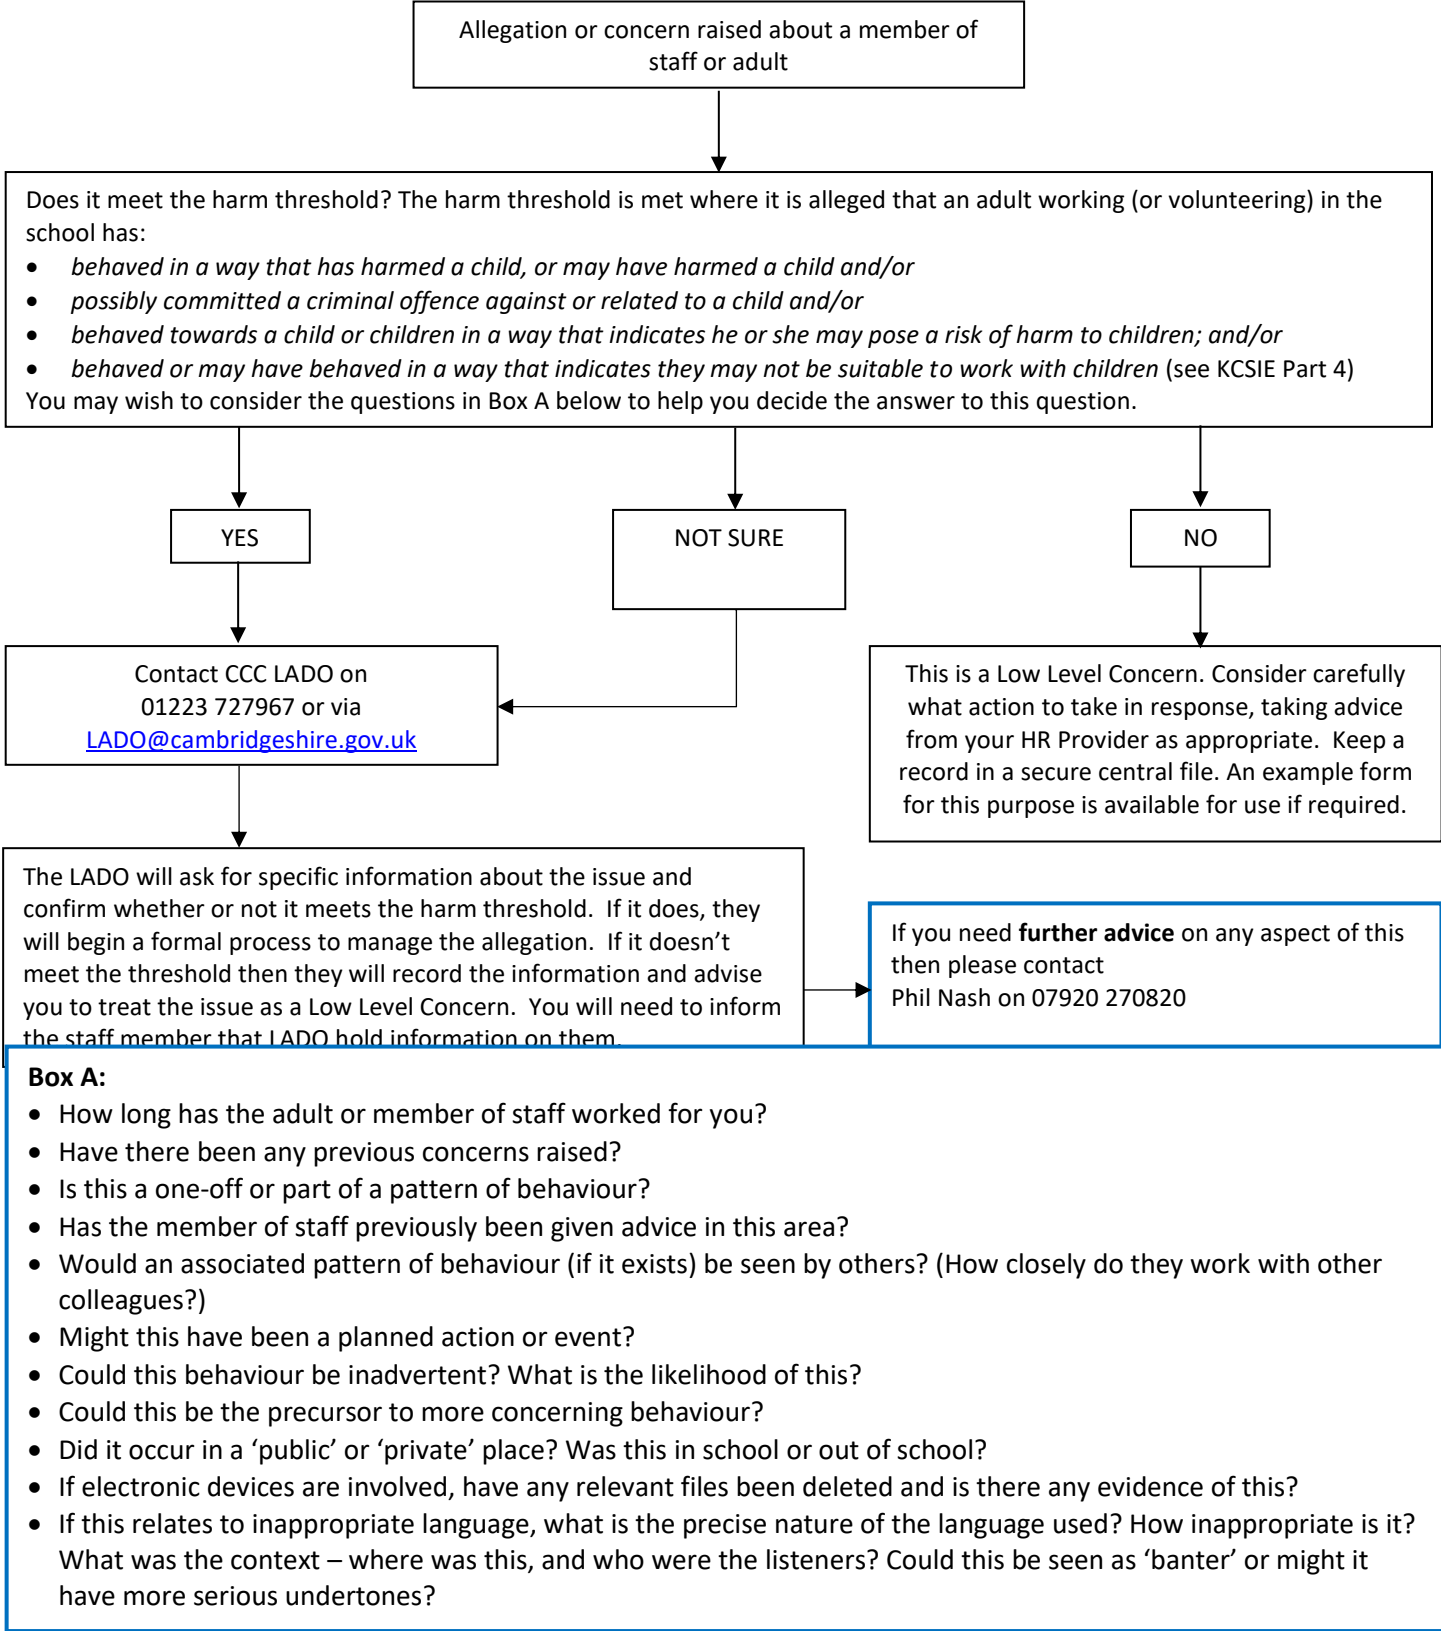 Allegation or concern raised about a member of
staff or adult
Does it meet the harm threshold? The harm threshold is met where it is alleged that an adult working (or volunteering) in the
school has:
• behaved in a way that has harmed a child, or may have harmed a child and/or
• possibly committed a criminal offence against or related to a child and/or
• behaved towards a child or children in a way that indicates he or she may pose a risk of harm to children; and/or
• behaved or may have behaved in a way that indicates they may not be suitable to work with children (see KCSIE Part 4)
You may wish to consider the questions in Box A below to help you decide the answer to this question.
YES
NOT SURE
NO
Contact CCC LADO on
01223 727967 or via
LADO@cambridgeshire.gov.uk
This is a Low Level Concern. Consider carefully
what action to take in response, taking advice
from your HR Provider as appropriate.  Keep a
record in a secure central file. An example form
for this purpose is available for use if required.
The LADO will ask for specific information about the issue and
confirm whether or not it meets the harm threshold.  If it does, they
will begin a formal process to manage the allegation.  If it doesn’t
meet the threshold then they will record the information and advise
you to treat the issue as a Low Level Concern.  You will need to inform
the staff member that LADO hold information on them.
If you need further advice on any aspect of this
then please contact
Phil Nash on 07920 270820
Box A:
• How long has the adult or member of staff worked for you?
• Have there been any previous concerns raised?
• Is this a one-off or part of a pattern of behaviour?
• Has the member of staff previously been given advice in this area?
• Would an associated pattern of behaviour (if it exists) be seen by others? (How closely do they work with other
colleagues?)
• Might this have been a planned action or event?
• Could this behaviour be inadvertent? What is the likelihood of this?
• Could this be the precursor to more concerning behaviour?
• Did it occur in a ‘public’ or ‘private’ place? Was this in school or out of school?
• If electronic devices are involved, have any relevant files been deleted and is there any evidence of this?
• If this relates to inappropriate language, what is the precise nature of the language used? How inappropriate is it?
What was the context – where was this, and who were the listeners? Could this be seen as ‘banter’ or might it
have more serious undertones?